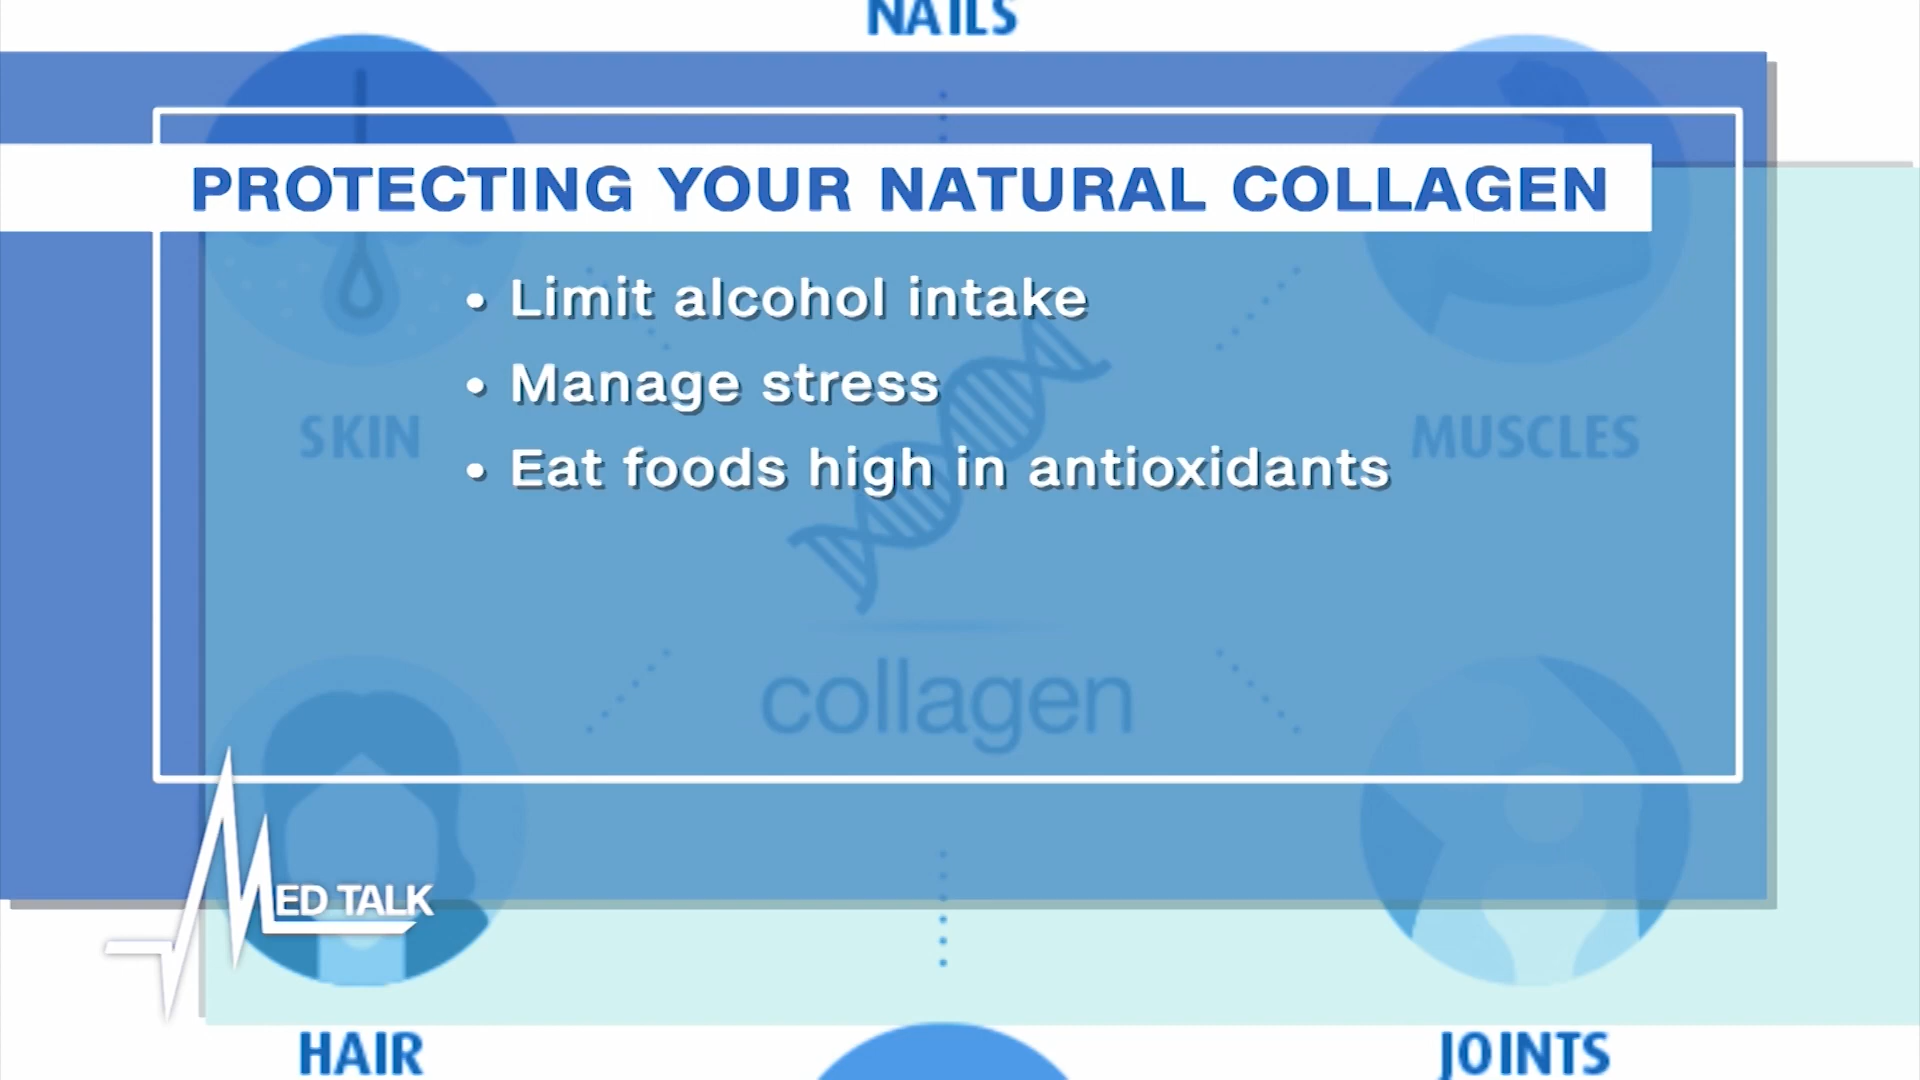 NAILS
PROTECTING YOUR NATURAL COLLAGEN
• Limit alcohol intake
• Manage stress
• Eat foods high in antioxidants
SKIN
MUSCLES
collagen
MED TALK
HAIR
JOINTS